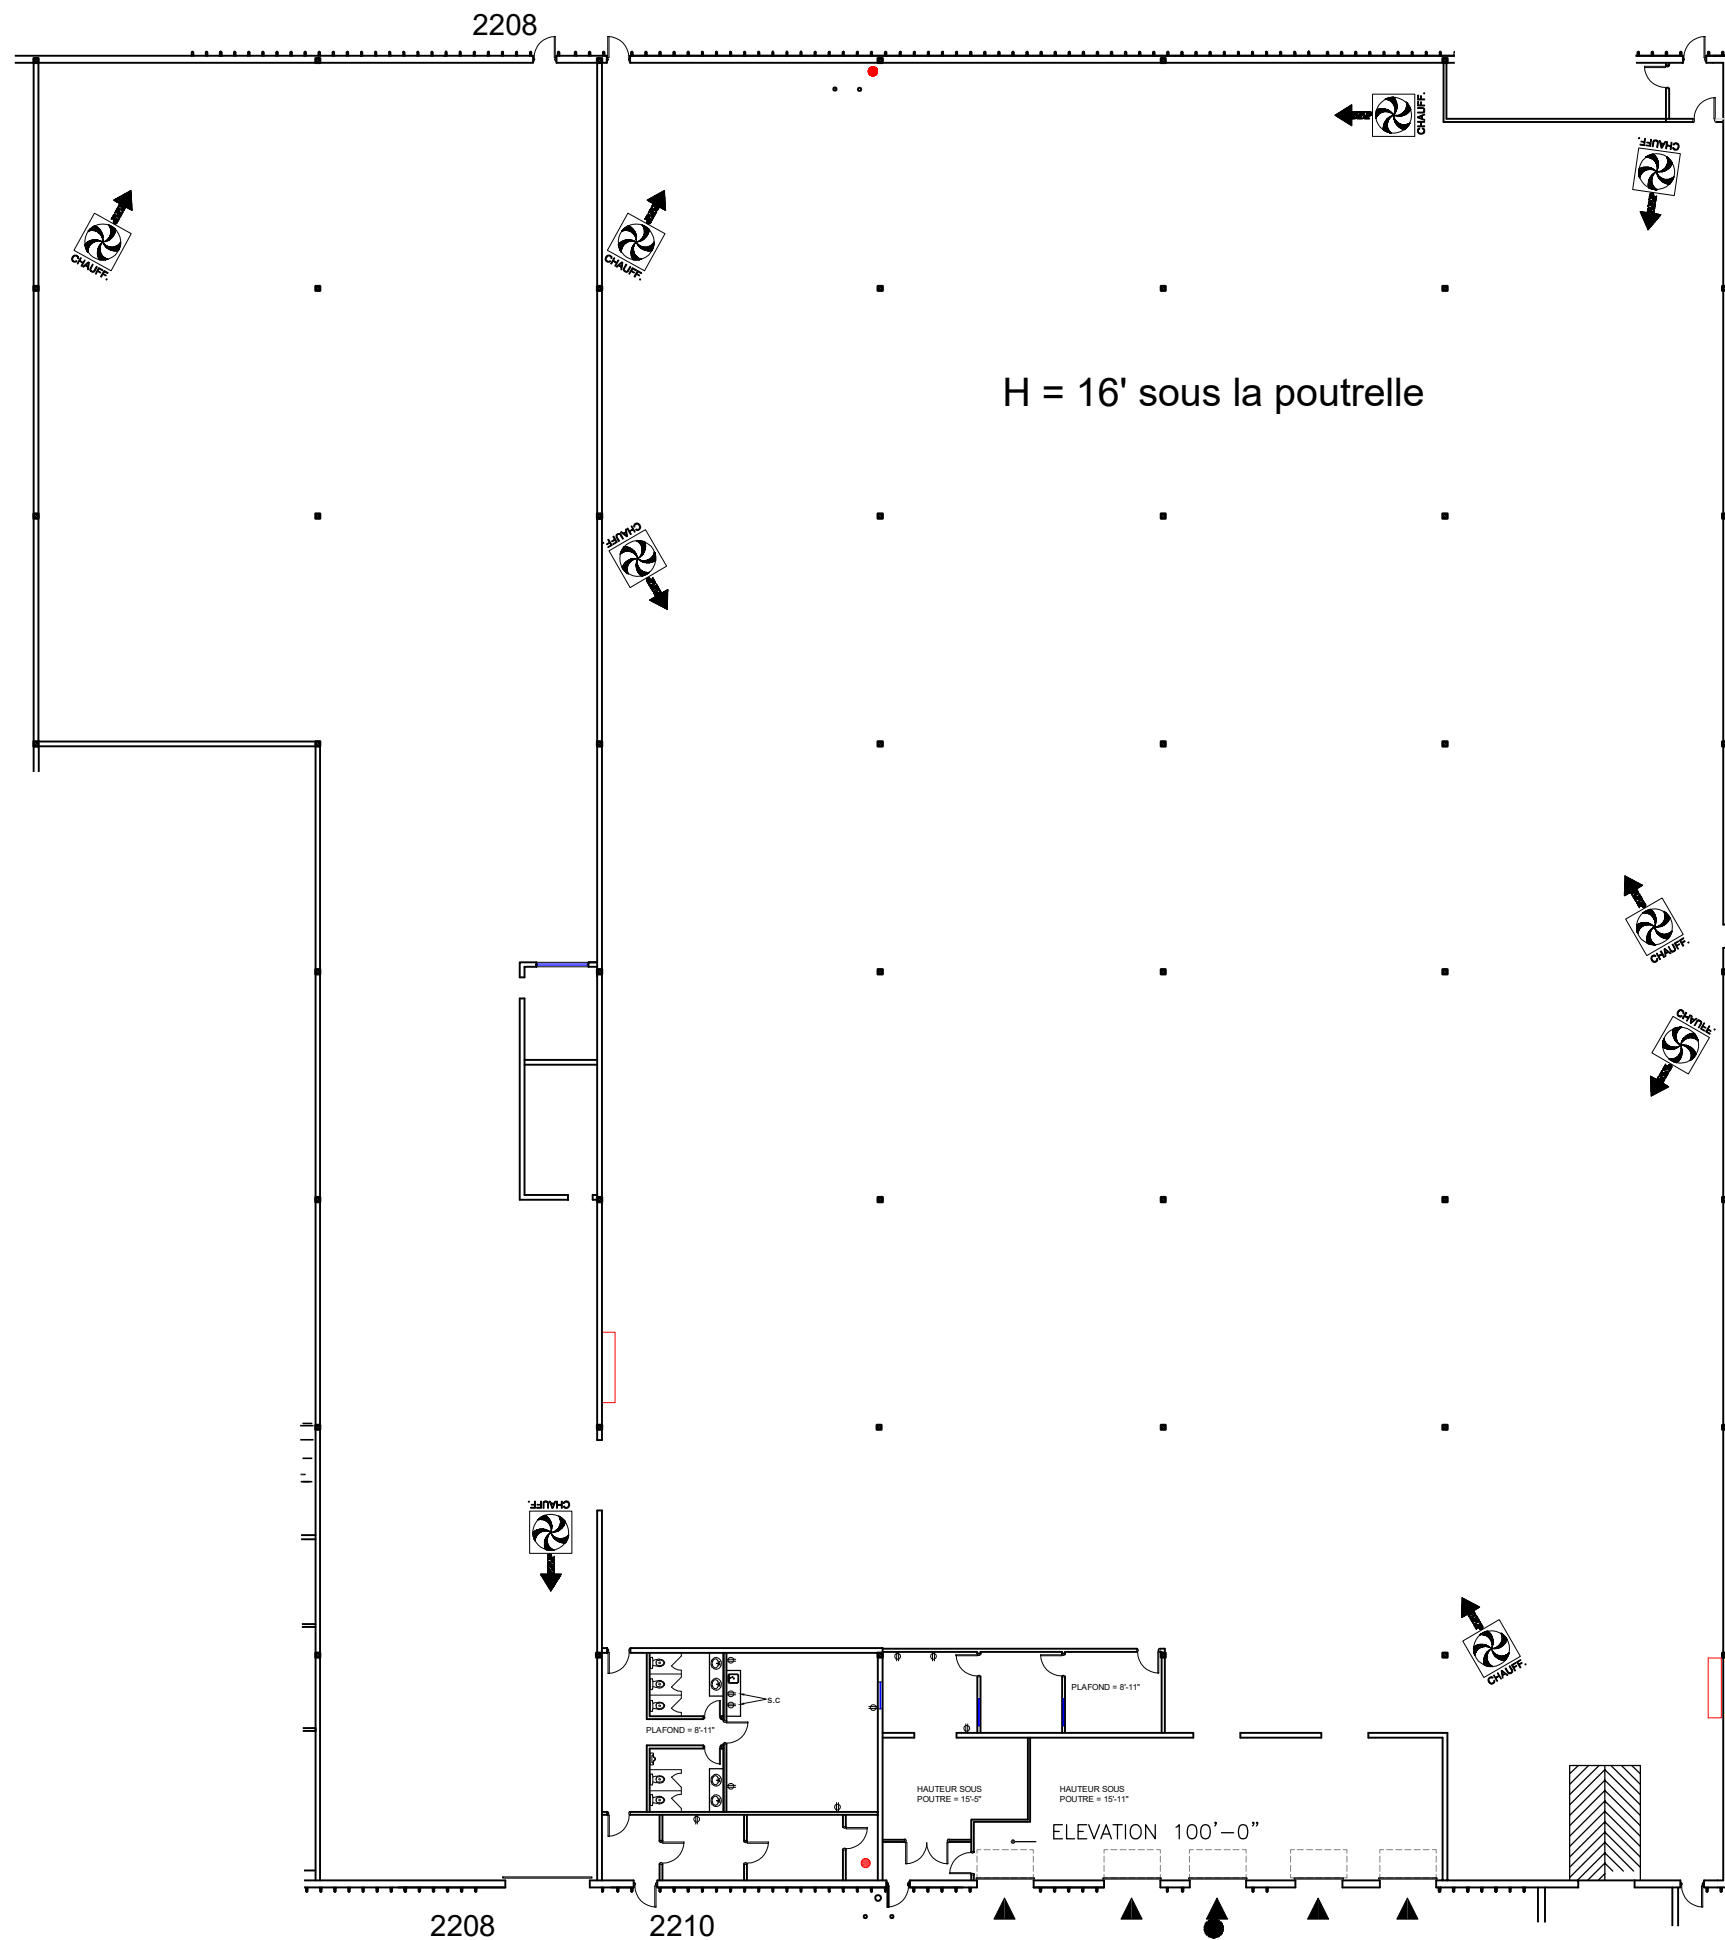 2208
CHAUFF.
CHAUFF.
CHAUFF.
CHAUFF.
H = 16' sous la poutrelle
CHAUFF.
CHAUFF.
CHAUFF.
CHAUFF.
CHAUFF.
PLAFOND = 8'-11"
S.C
PLAFOND = 8'-11"
HAUTEUR SOUS
POUTRE = 15'-5"
HAUTEUR SOUS
POUTRE = 15'-11"
ELEVATION 100'-0"
2208
2210